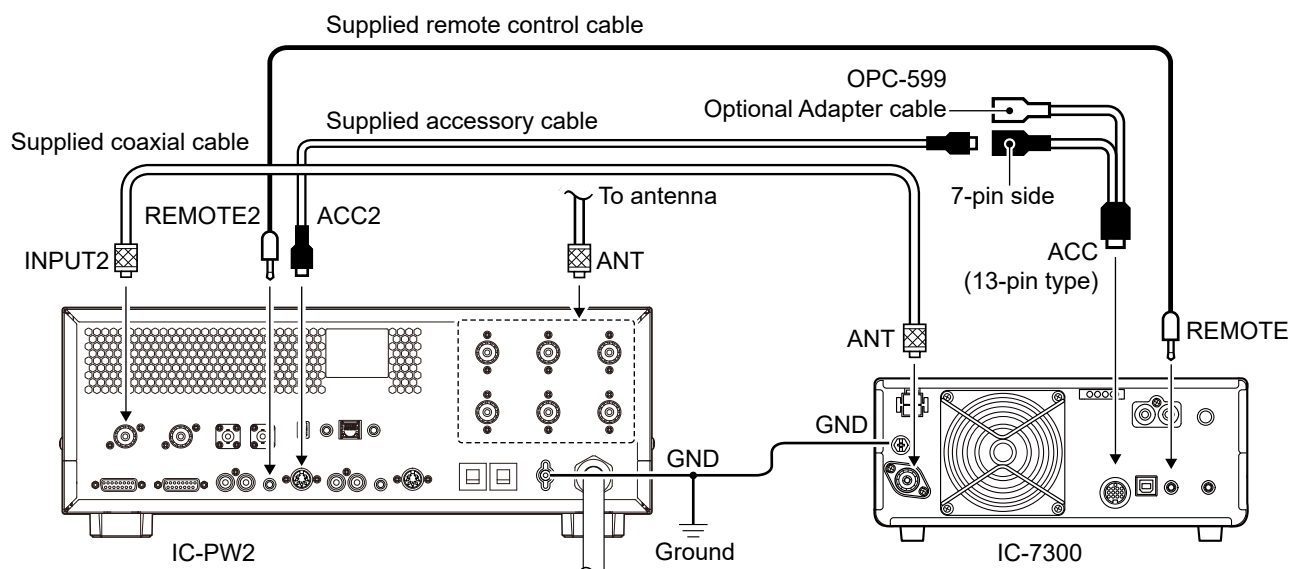 Supplied remote control cable
OPC-599
Optional Adapter cable
Supplied accessory cable
Supplied coaxial cable
To antenna
7-pin side
REMOTE2
ACC2
INPUT2
ANT
ACC
(13-pin type)
ANT
REMOTE
GND
GND
Ground
IC-PW2
IC-7300